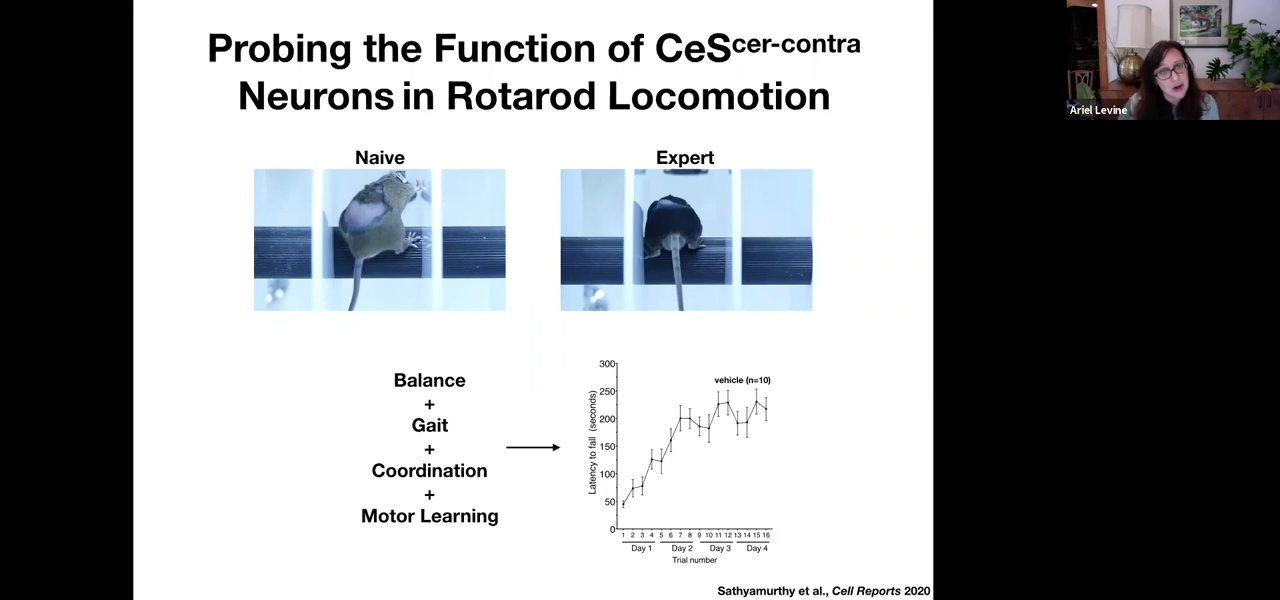 Probing the Function of CeScer-contra
Neurons in Rotarod Locomotion
Ariel Levine
Naive
Expert
Balance
+
Gait
+
Coordination
+
Motor Learning
vehicle (n=10)
Latency to fall (seconds)
300
250
200
150
100
50
0
1 2 3 4 5 6 7 8 9 10 11 12 13 14 15 16
Day 1 Day 2 Day 3 Day 4
Trial number
Sathyamurthy et al., Cell Reports 2020